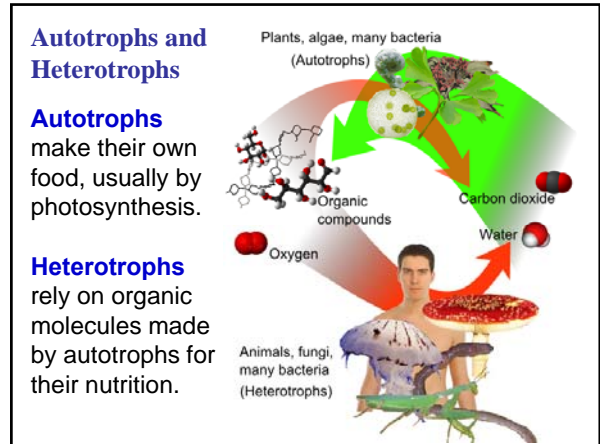 Autotrophs and
Heterotrophs
Autotrophs
make their own
food, usually by
photosynthesis.
Heterotrophs
rely on organic
molecules made
by autotrophs for
their nutrition.
Plants, algae, many bacteria
(Autotrophs)
Organic
compounds
Oxygen
Carbon dioxide
Water
Animals, fungi,
many bacteria
(Heterotrophs)